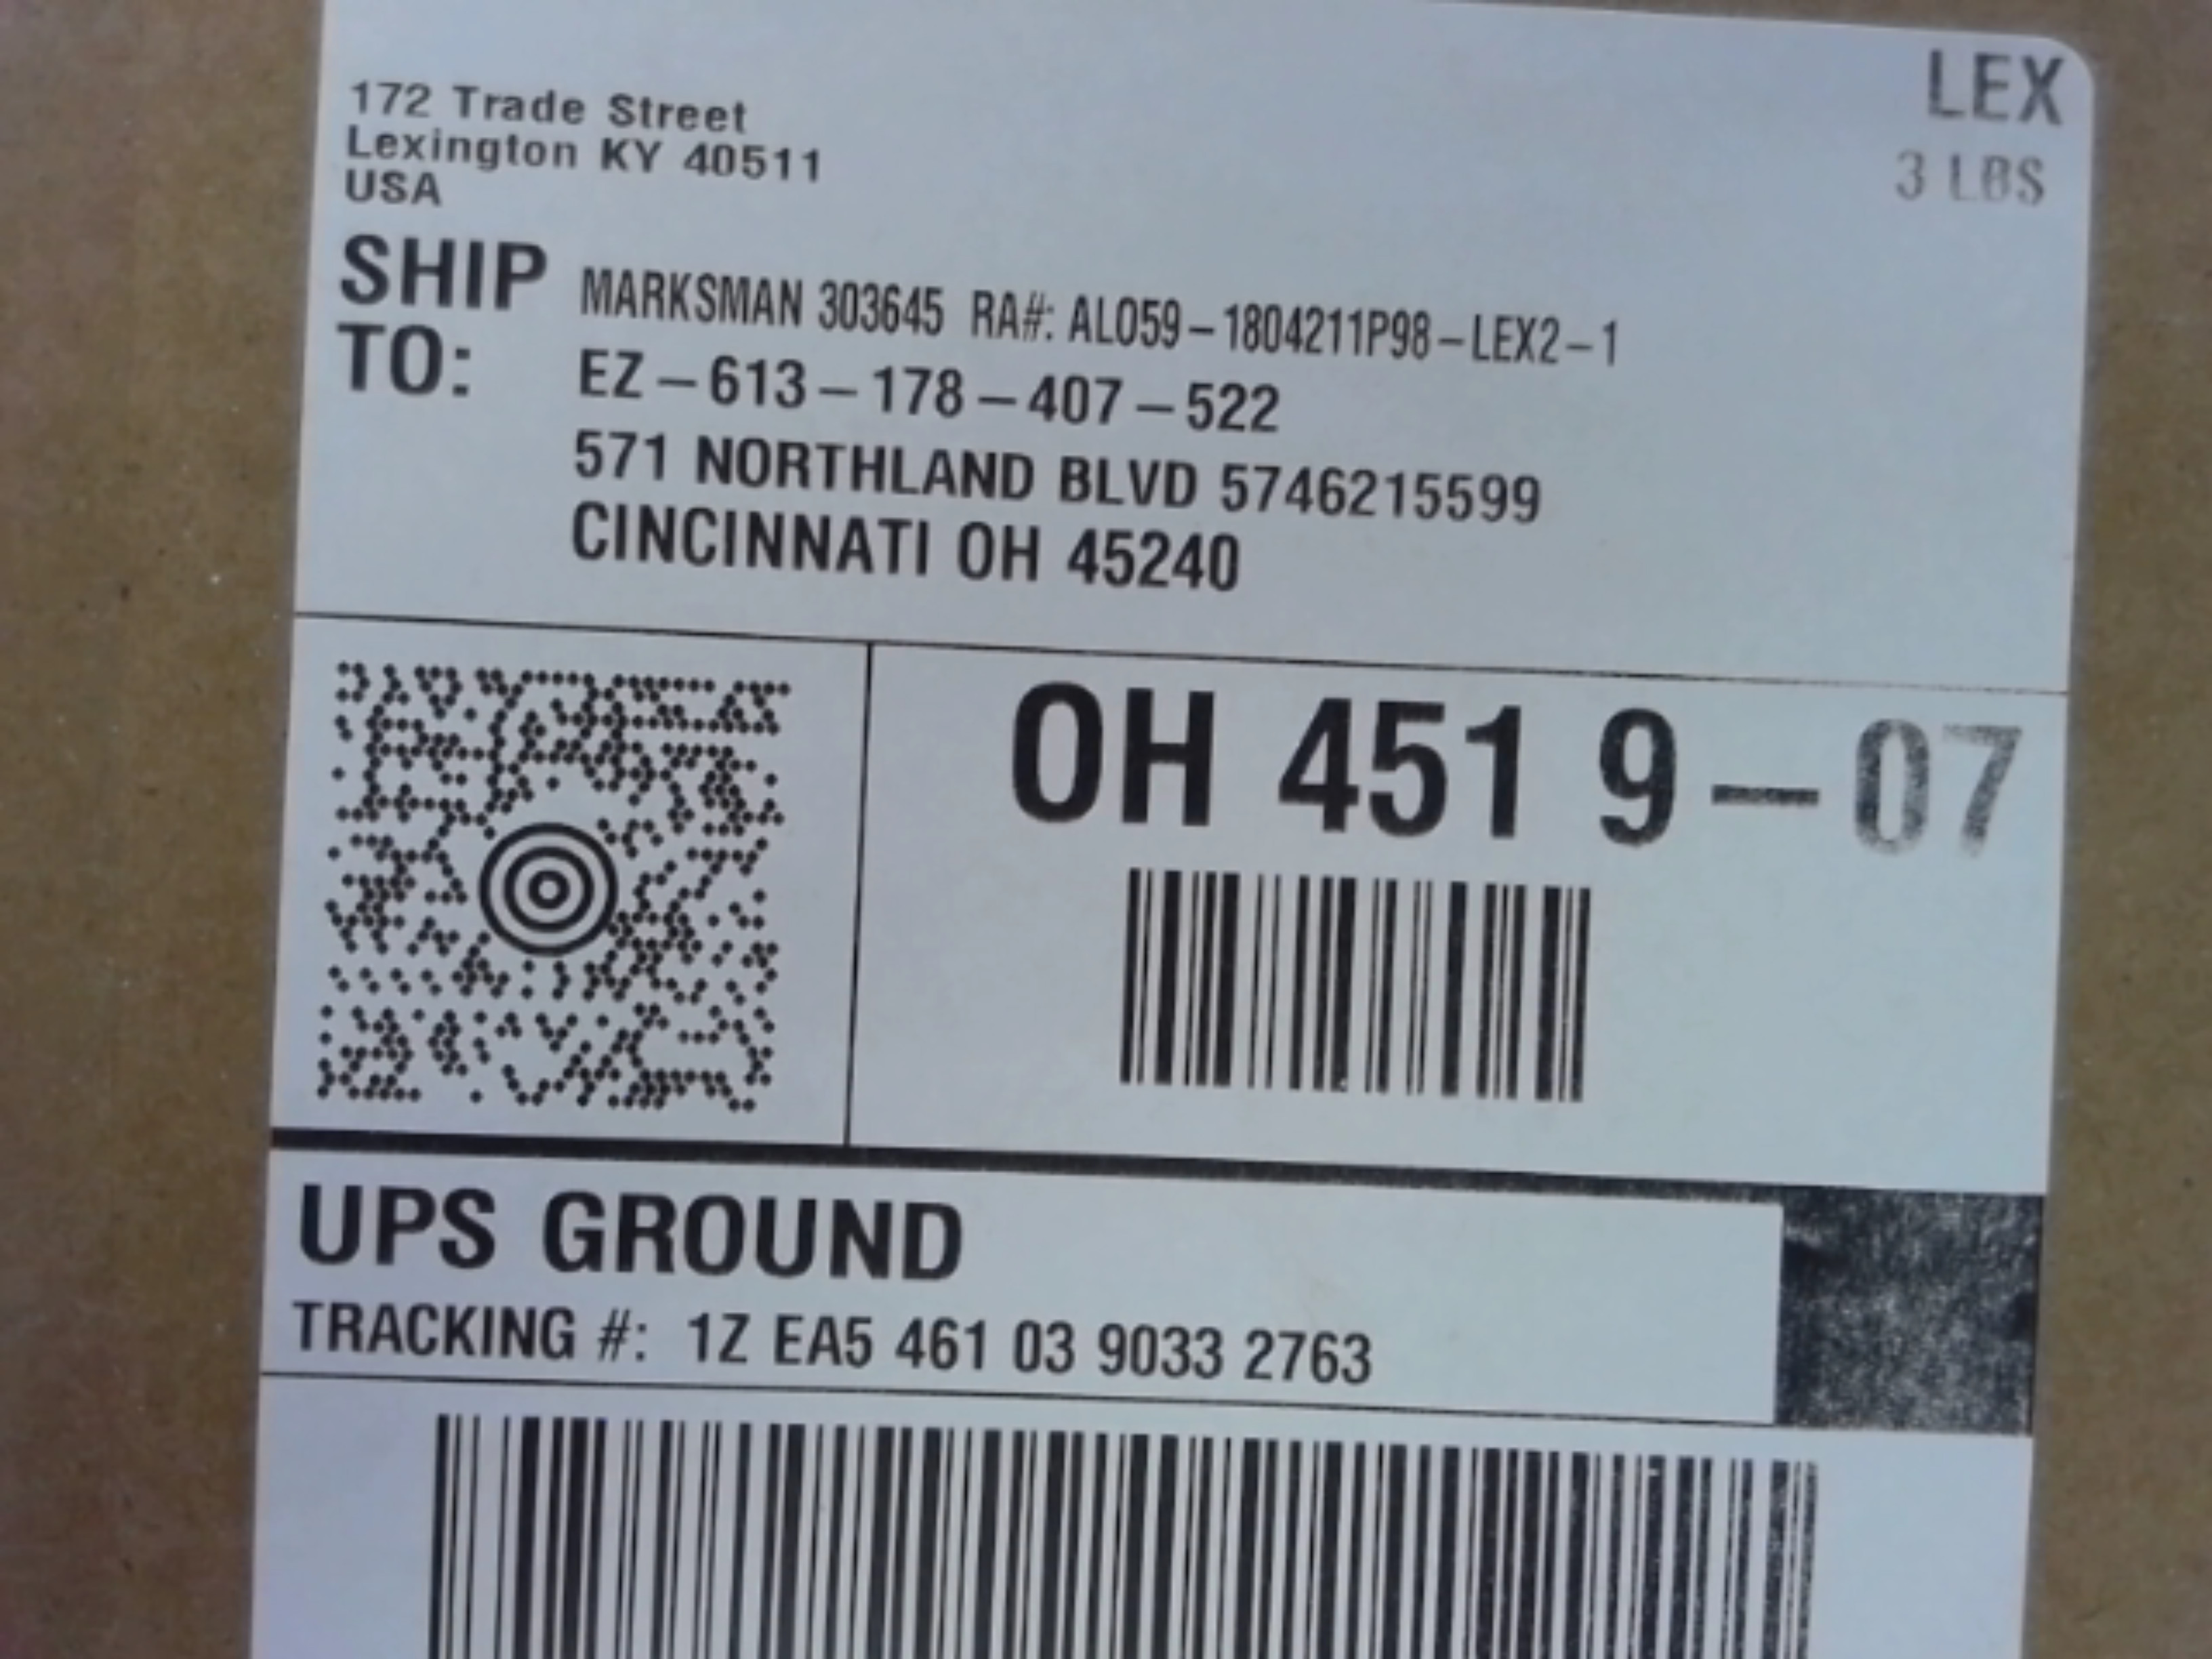 LEX
172 Trade Street
3 LBS
Lexington KY 40511
USA
SHIP TO:
MARKSMAN 303645 RA#: ALO59-1804211P98-LEX2-1
EZ-613-178-407-522
571 NORTHLAND BLVD 5746215599
CINCINNATI OH 45240
OH 451 9-07
UPS GROUND
TRACKING #: 1Z EA5 461 03 9033 2763